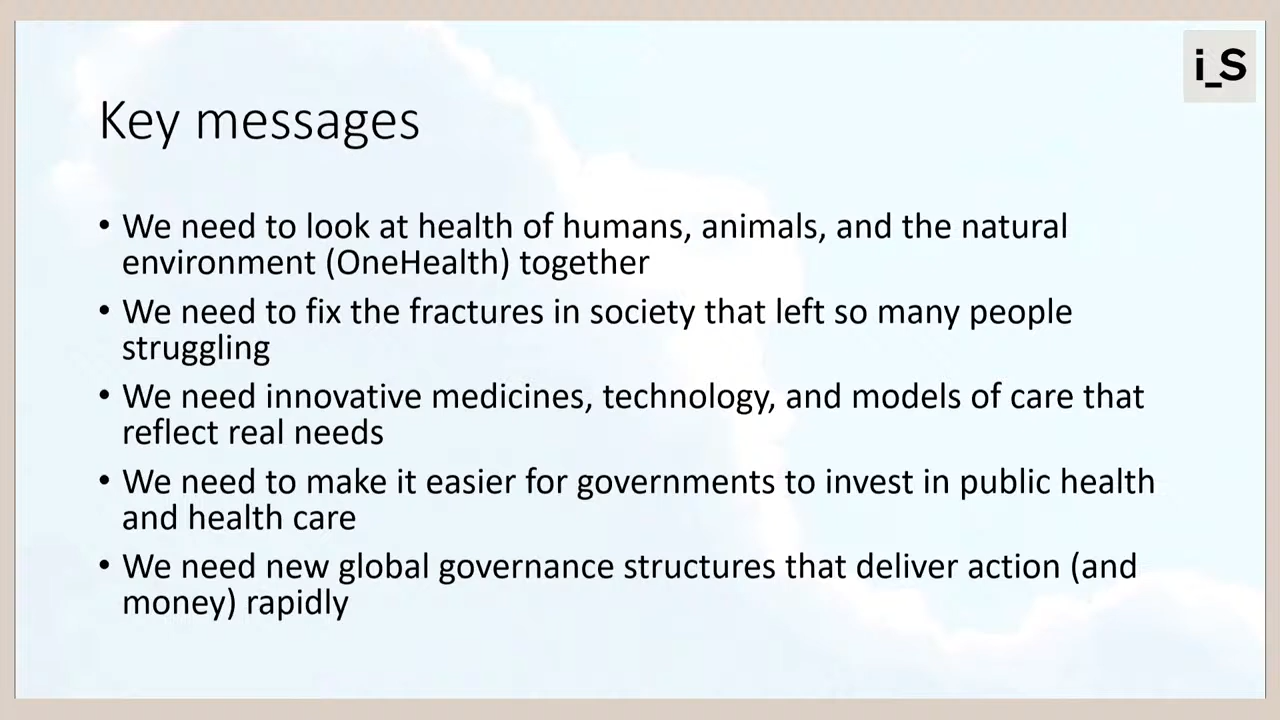 i_S
Key messages
• We need to look at health of humans, animals, and the natural
environment (OneHealth) together
• We need to fix the fractures in society that left so many people
struggling
• We need innovative medicines, technology, and models of care that
reflect real needs
• We need to make it easier for governments to invest in public health
and health care
• We need new global governance structures that deliver action (and
money) rapidly